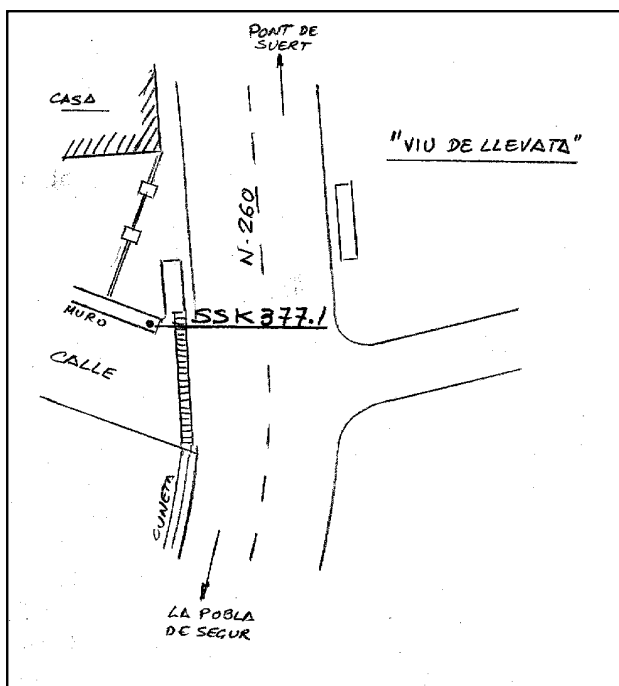 PONT DE
SUERT
CASA
"VIU DE LLEVATA"
N-260
MURO
SSK377.1
CALLE
CUNETA
LA POBLA
DE SEGUR